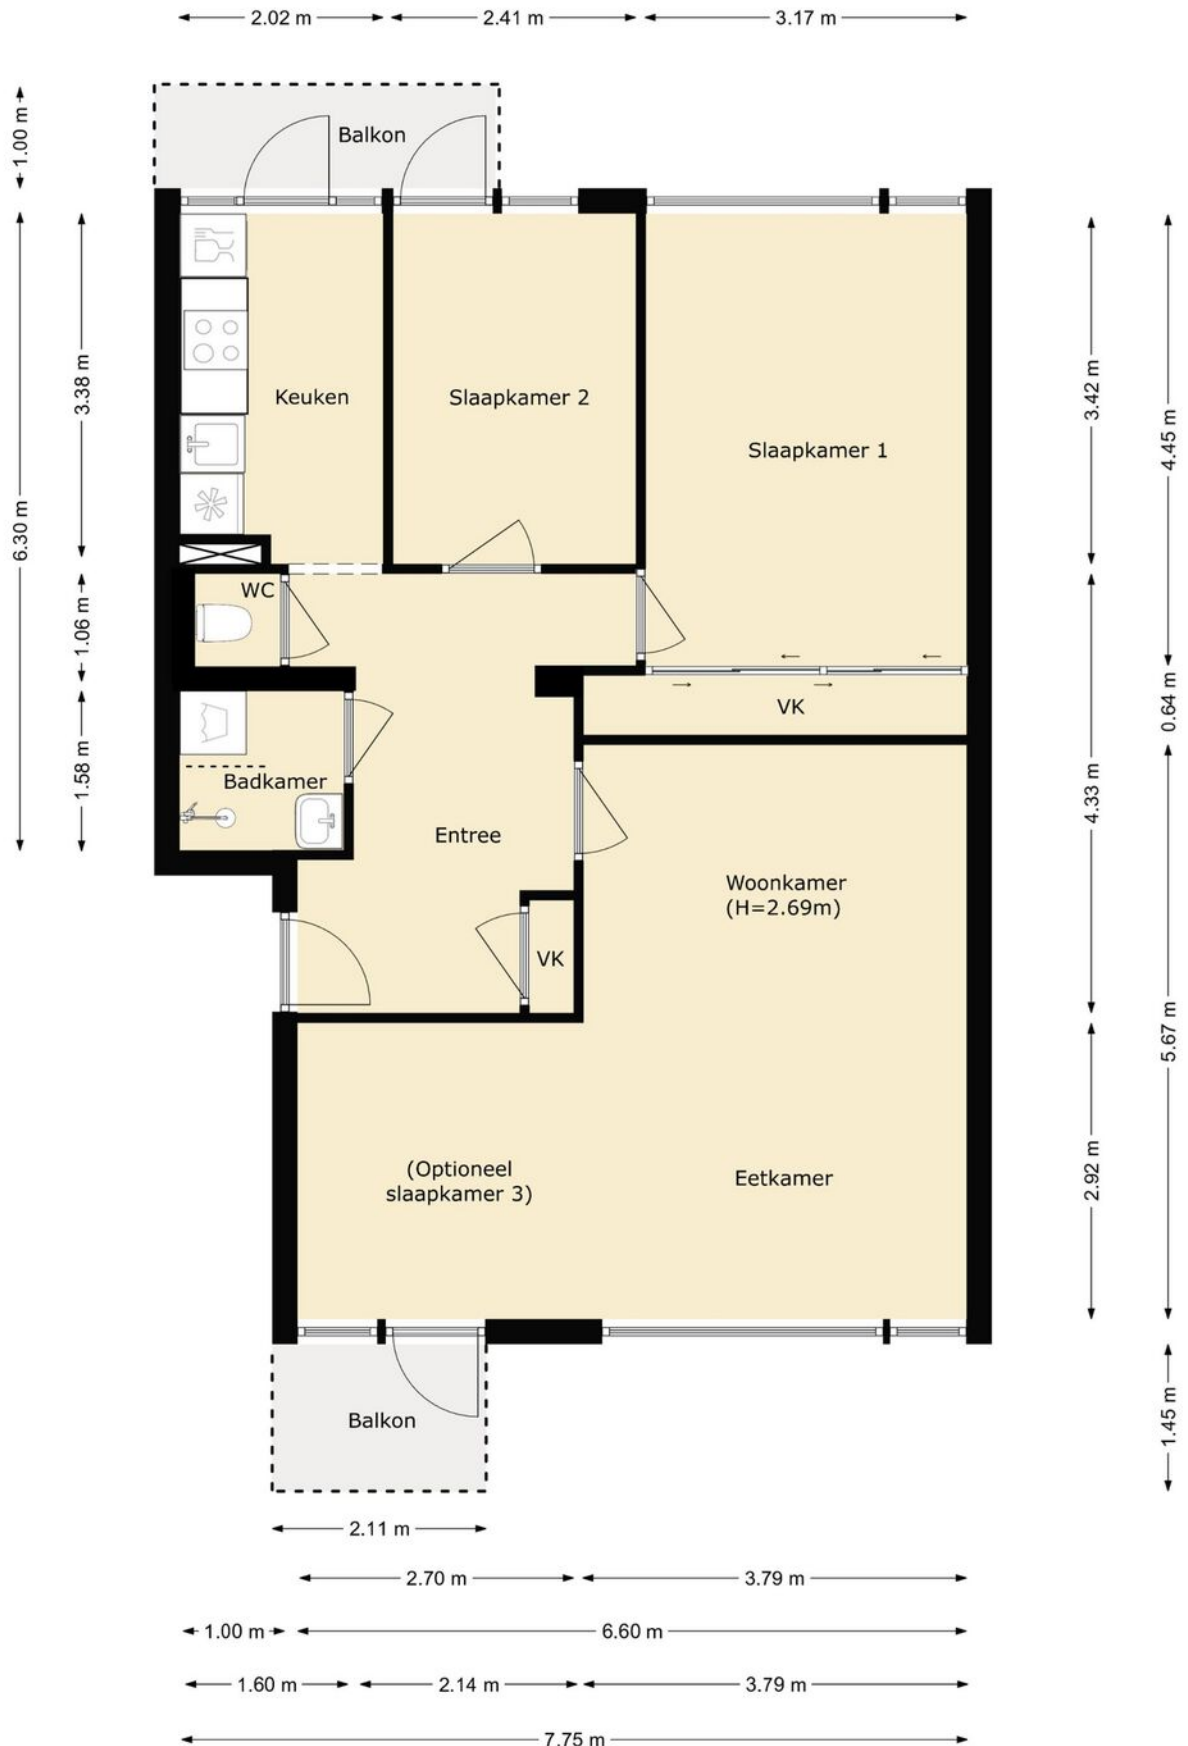 2.02 m
2.41 m
3.17 m
1.00 m
Balkon
6.30 m
3.38 m
Keuken
Slaapkamer 2
Slaapkamer 1
3.42 m
4.45 m
WC
1.06 m
VK
0.64 m
1.58 m
Badkamer
Entree
4.33 m
Woonkamer
(H=2.69m)
VK
5.67 m
(Optioneel
slaapkamer 3)
Eetkamer
2.92 m
Balkon
1.45 m
2.11 m
2.70 m
3.79 m
1.00 m
6.60 m
1.60 m
2.14 m
3.79 m
7.75 m